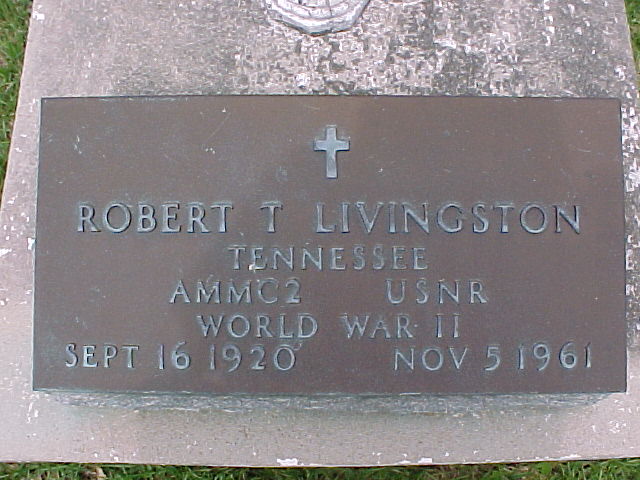 ROBERT T LIVINGSTON
TENNESSEE
AMMC2 USNR
WORLD WAR II
SEPT 16 1920 NOV 5 1961